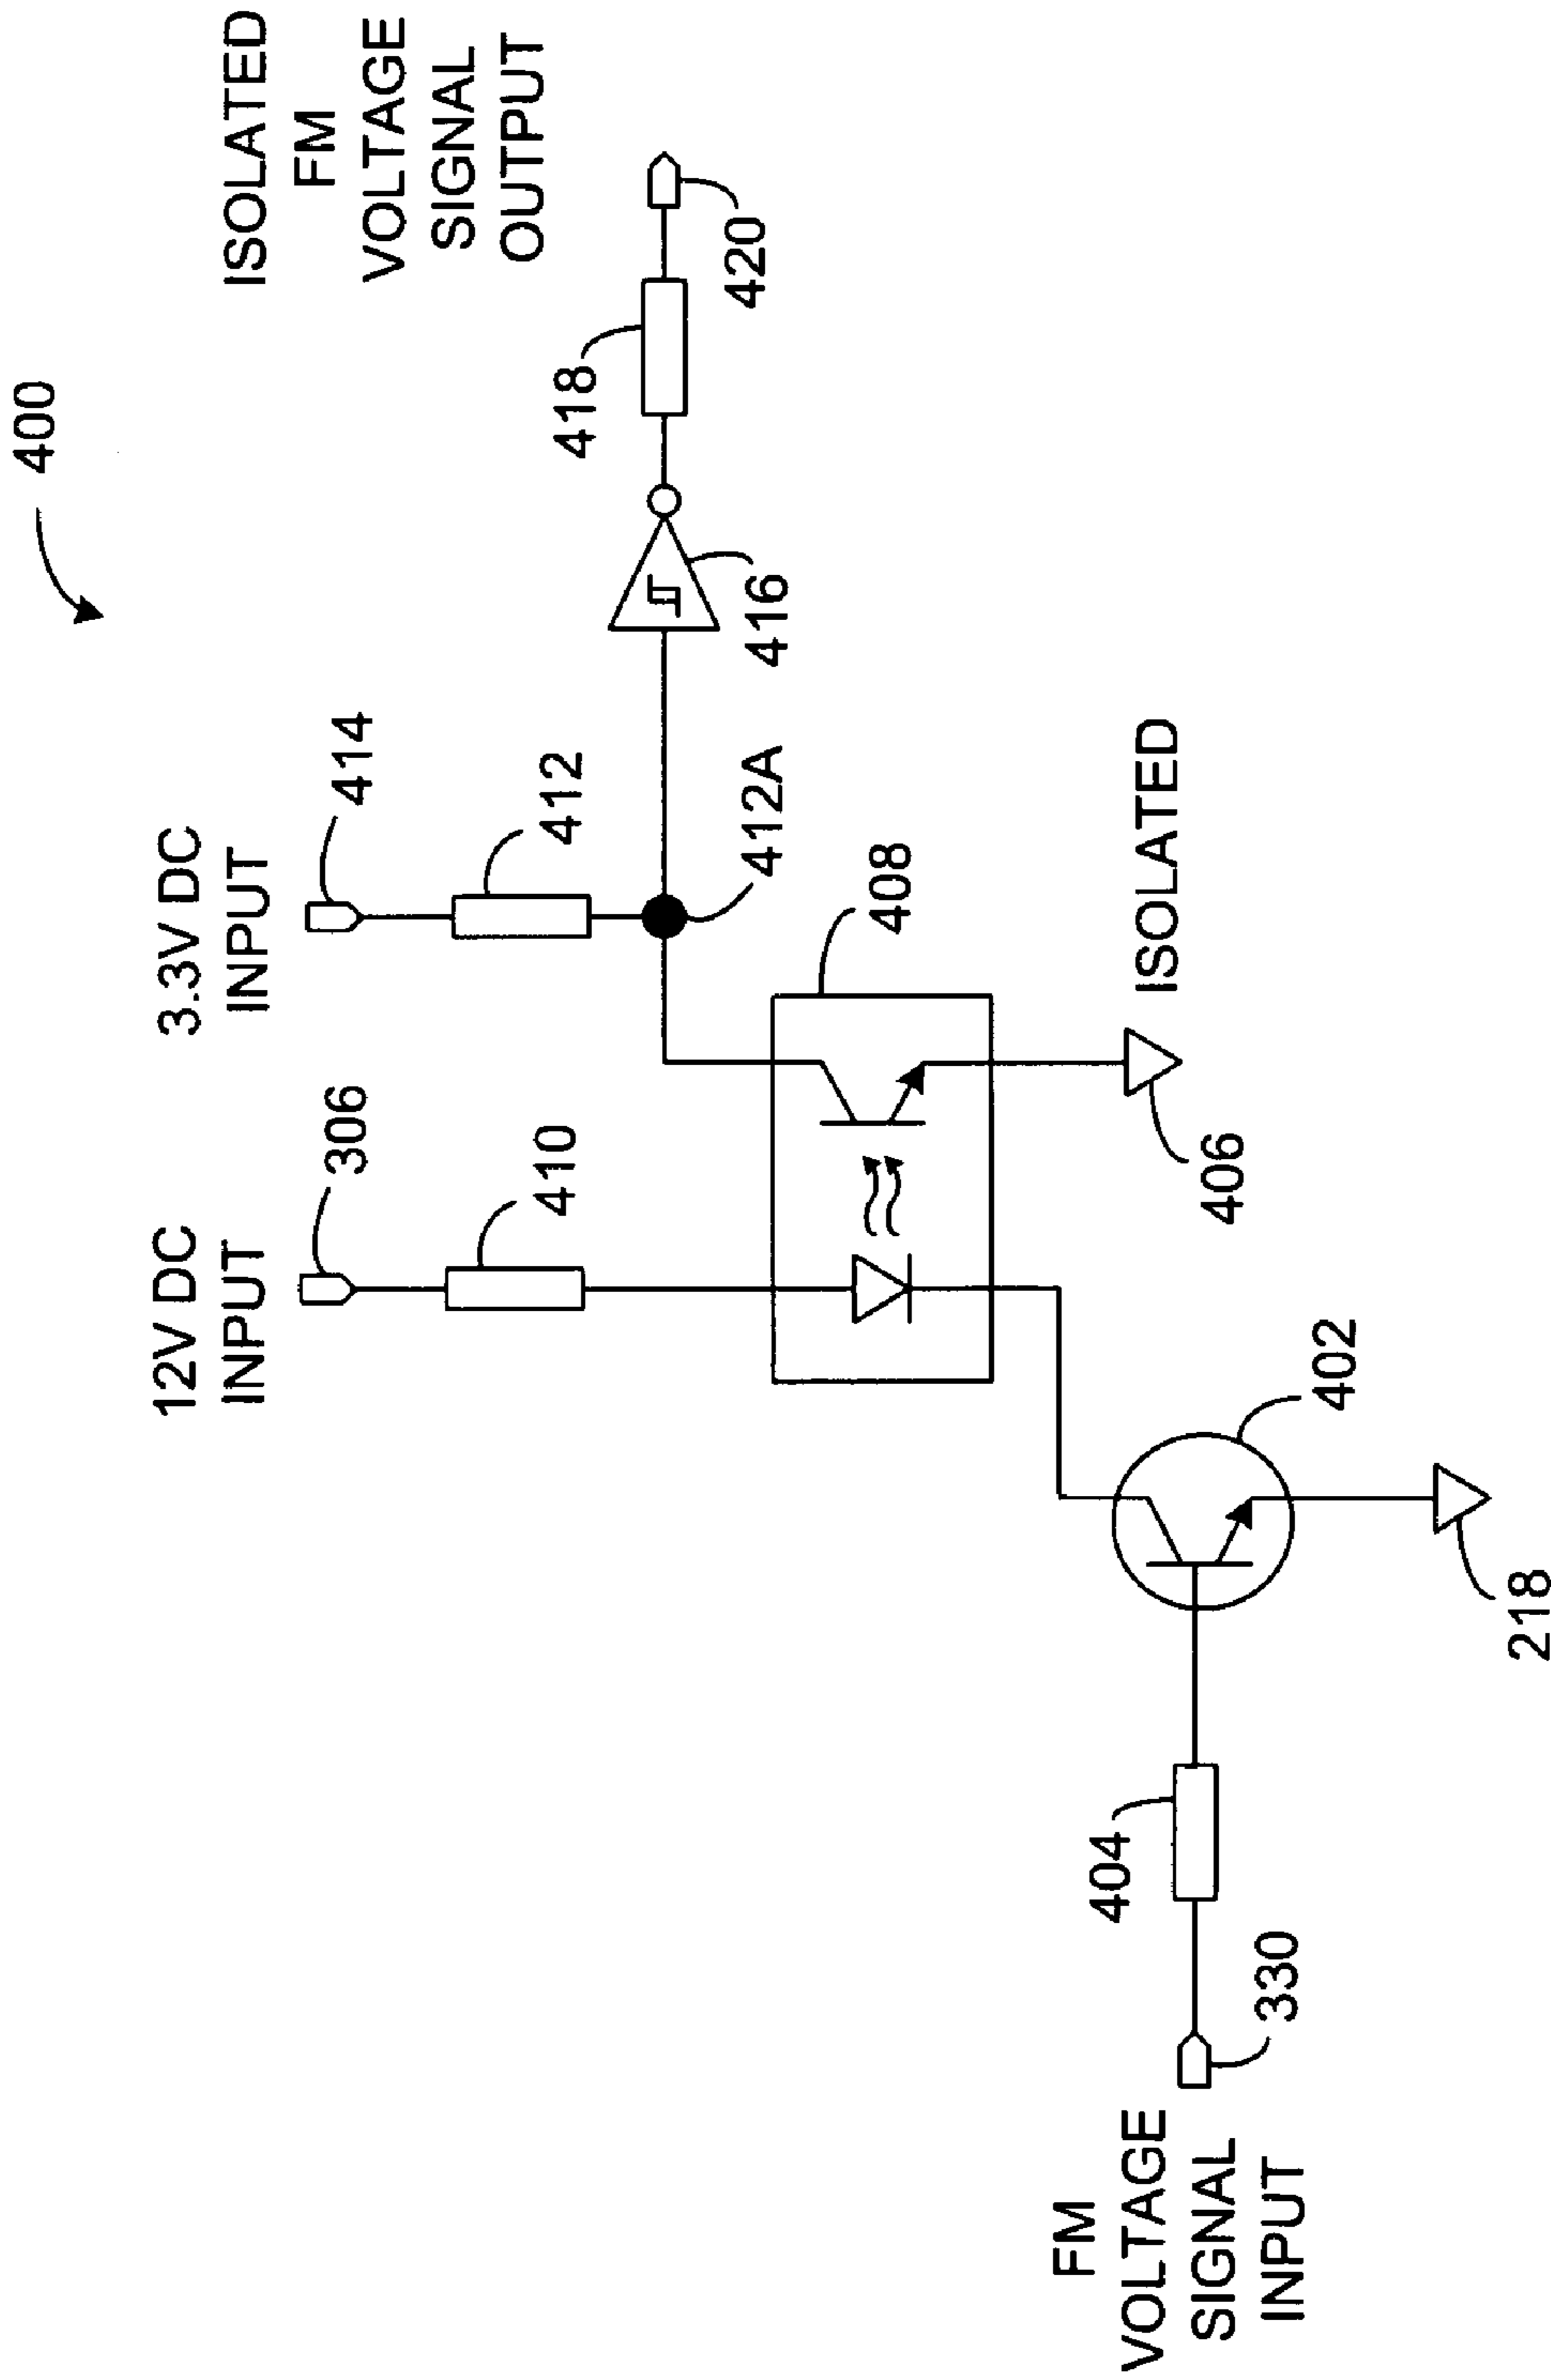 400
ISOLATED
FM
VOLTAGE
SIGNAL
OUTPUT
12V DC
INPUT
3.3V DC
INPUT
306
414
410
412
418
420
412A
416
408
ISOLATED
406
402
404
218
FM
VOLTAGE
SIGNAL
INPUT
330